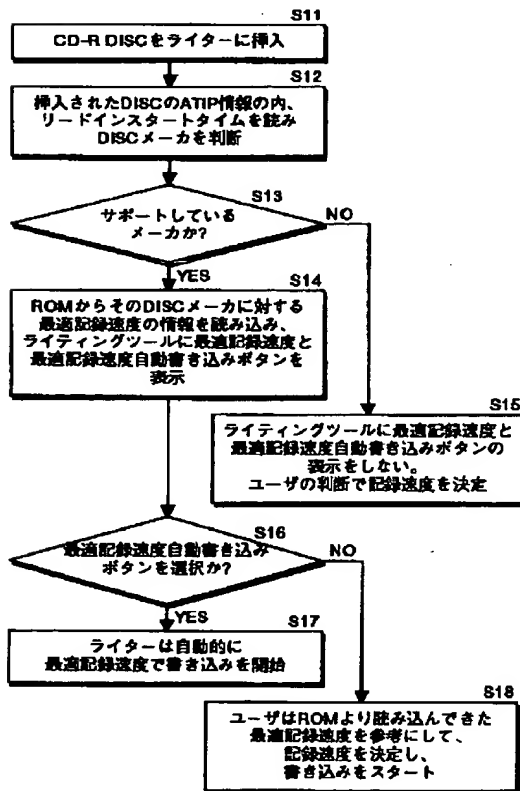 S11
CD-R DISCをライターに挿入
S12
挿入されたDISCのATIP情報の内、
リードインスタートタイムを読み
DISCメーカを判断
S13
サポートしている
メーカか?
NO
YES
S14
ROMからそのDISCメーカに対する
最適記録速度の情報を読み込み、
ライティングツールに最適記録速度と
最適記録速度自動書き込みボタンを
表示
S15
ライティングツールに最適記録速度と
最適記録速度自動書き込みボタンの
表示をしない。
ユーザの判断で記録速度を決定
S16
最適記録速度自動書き込み
ボタンを選択か?
NO
YES
S17
ライターは自動的に
最適記録速度で書き込みを開始
S18
ユーザはROMより読み込んできた
最適記録速度を参考にして、
記録速度を決定し、
書き込みをスタート